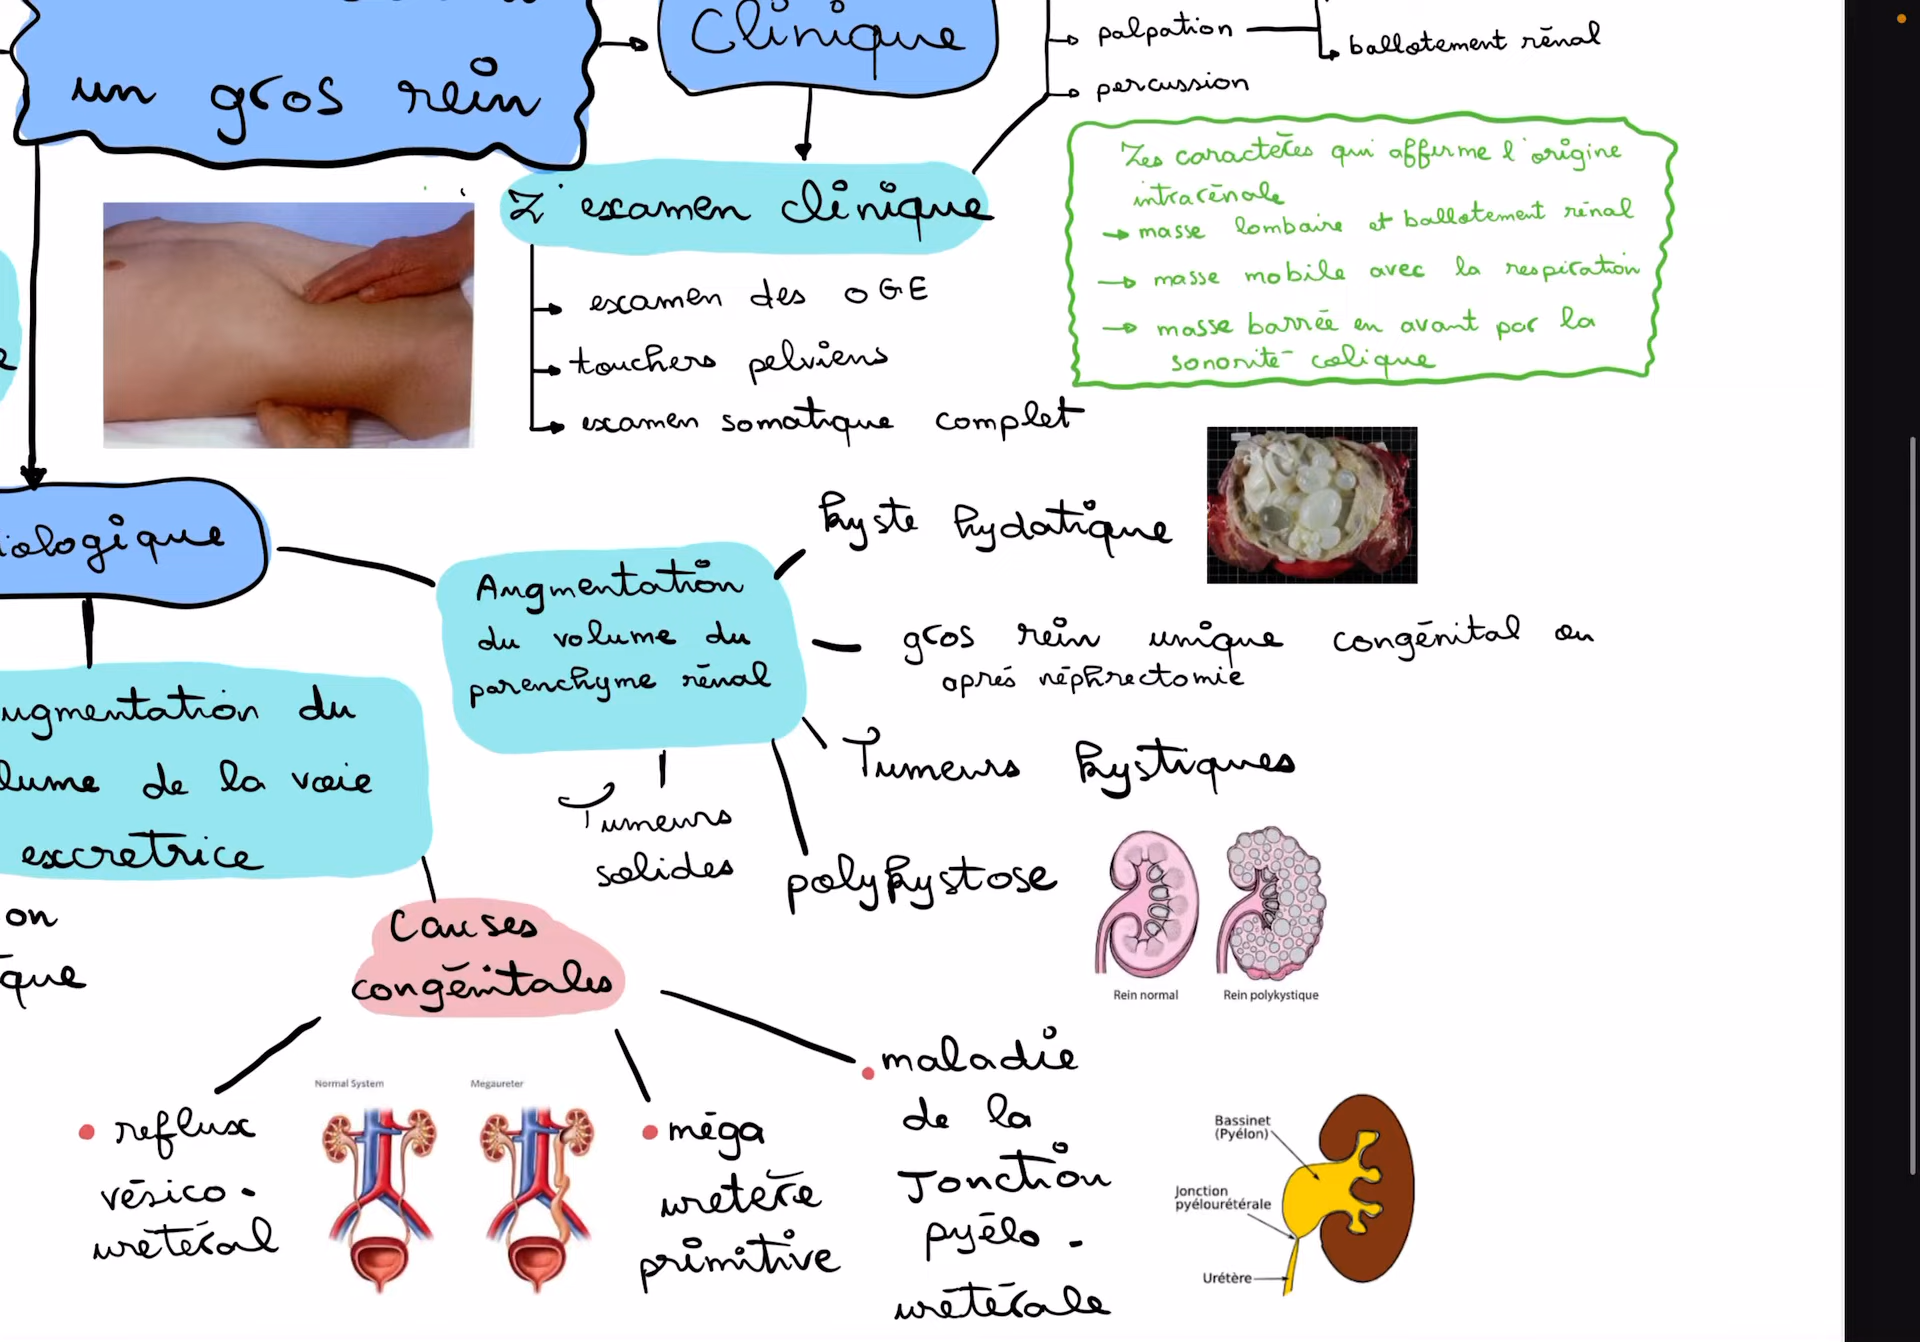 un gros rein
Clinique
palpation
ballotement rénal
percussion
L'examen clinique
examen des OGE
touchers pelviens
examen somatique complet
Les caractères qui afferme l'origine
intrarénale
masse lombaire et ballotement rénal
masse mobile avec la respiration
masse barrée en avant par la
sonorité colique
iologique
Augmentation
du volume du
parenchyme rénal
kyste hydatique
gros rein unique congénital ou
aprés néphrectomie
Tumeurs kystiques
Tumeurs
solides
polykystose
Rein normal
Rein polykystique
ugmentation du
lume de la voie
excretrice
on
que
Causes
congénitales
• reflux
vésico-
urétéral
Normal System
Megaureter
• méga
uretère
primitive
• maladie
de la
Jonction
pyélo-
urétérale
Bassinet
(Pyélon)
Jonction
pyélourétérale
Urétère